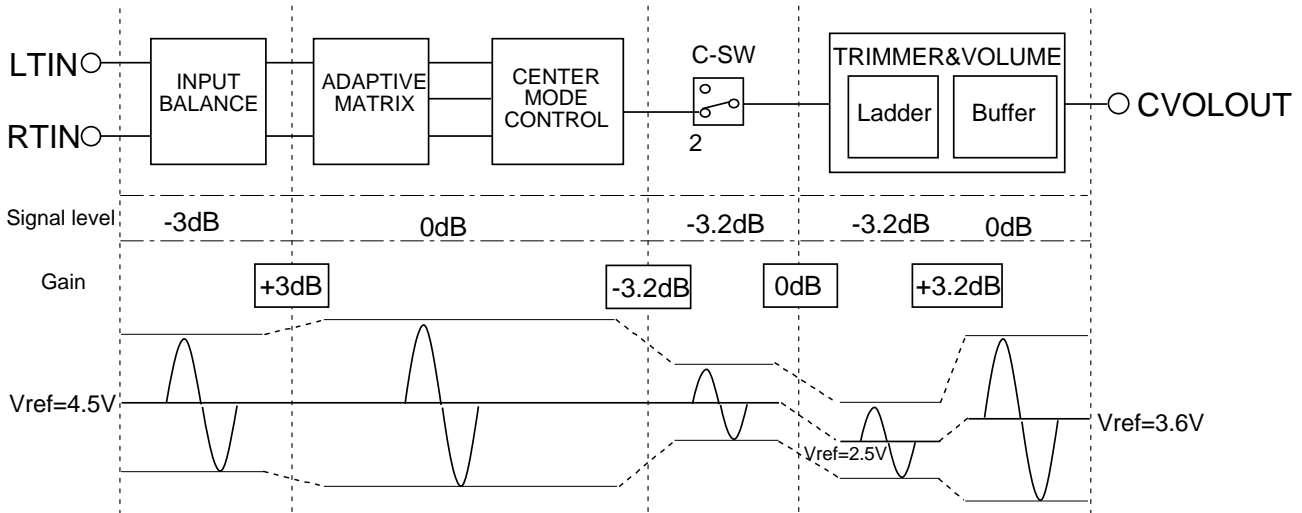 LTIN
RTIN
INPUT
BALANCE
ADAPTIVE
MATRIX
CENTER
MODE
CONTROL
C-SW
2
TRIMMER&VOLUME
Ladder
Buffer
CVOLOUT
Signal level
-3dB
0dB
-3.2dB
-3.2dB
0dB
Gain
+3dB
-3.2dB
0dB
+3.2dB
Vref=4.5V
Vref=2.5V
Vref=3.6V